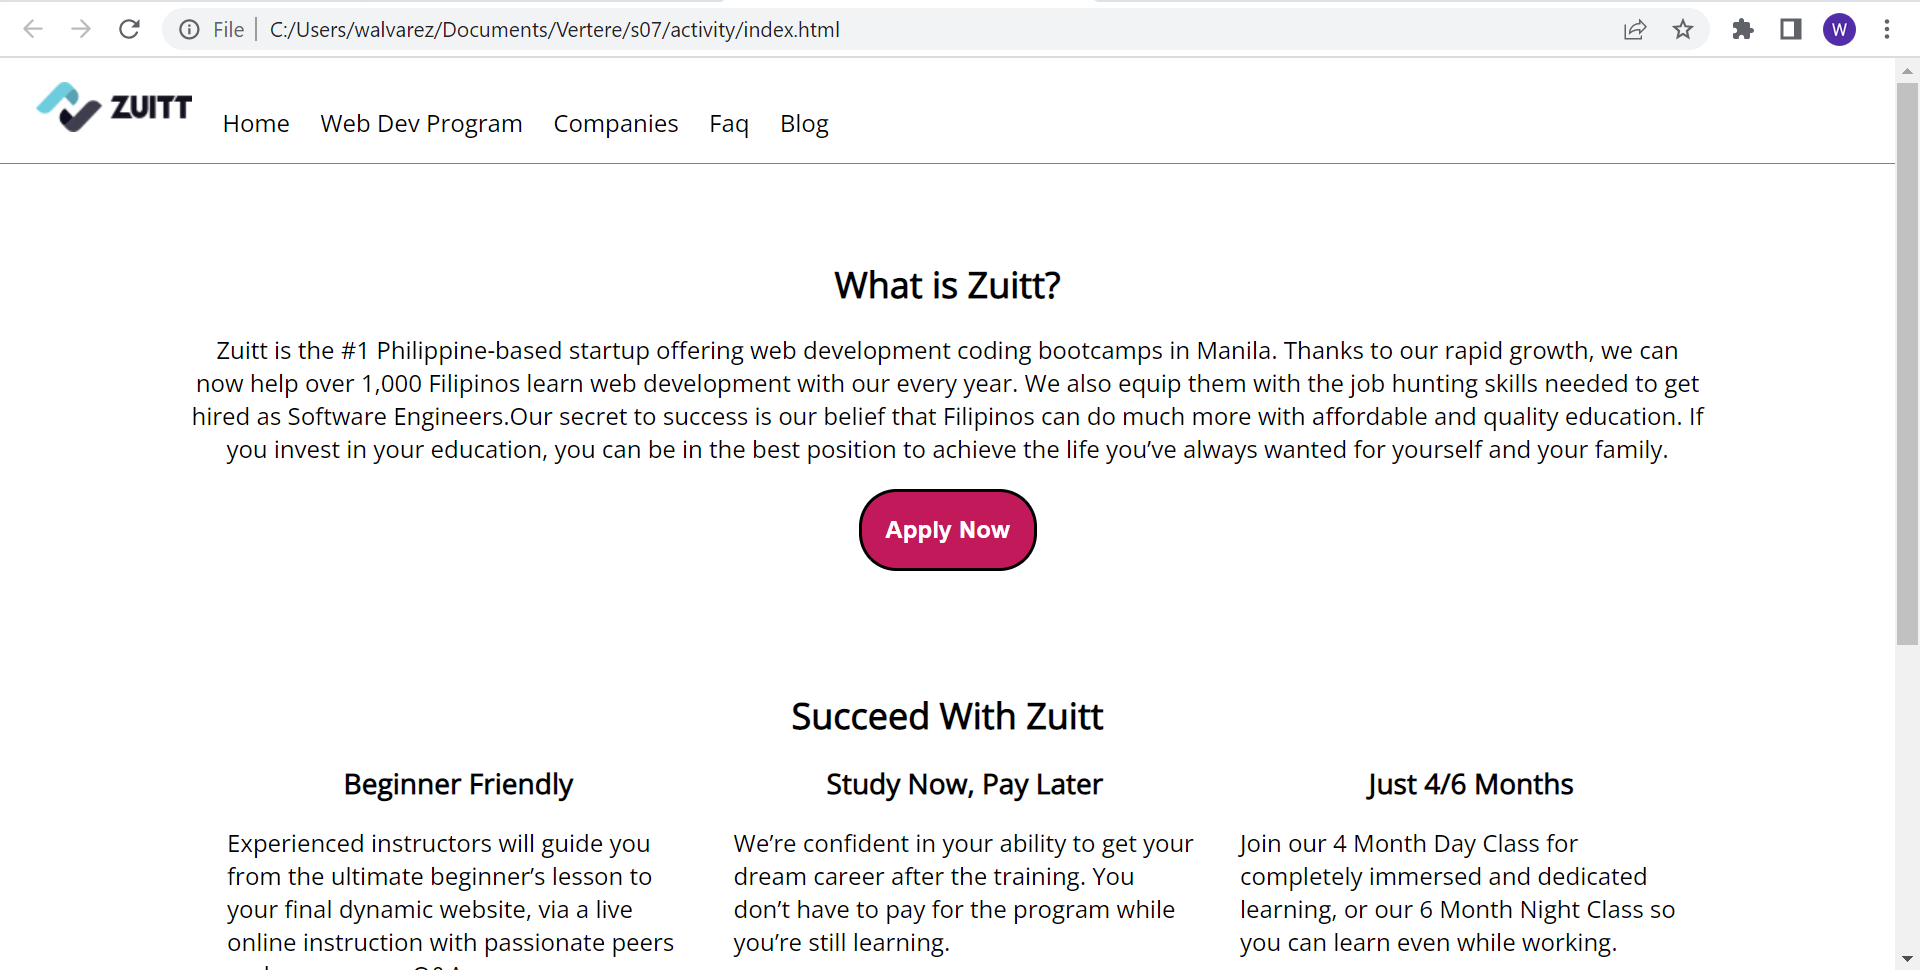 File
C:/Users/walvarez/Documents/Vertere/s07/activity/index.html
W
ZUITT
Home
Web Dev Program
Companies
Faq
Blog
What is Zuitt?
Zuitt is the #1 Philippine-based startup offering web development coding bootcamps in Manila. Thanks to our rapid growth, we can
now help over 1,000 Filipinos learn web development with our every year. We also equip them with the job hunting skills needed to get
hired as Software Engineers.Our secret to success is our belief that Filipinos can do much more with affordable and quality education. If
you invest in your education, you can be in the best position to achieve the life you’ve always wanted for yourself and your family.
Apply Now
Succeed With Zuitt
Beginner Friendly
Experienced instructors will guide you
from the ultimate beginner’s lesson to
your final dynamic website, via a live
online instruction with passionate peers
Study Now, Pay Later
We’re confident in your ability to get your
dream career after the training. You
don’t have to pay for the program while
you’re still learning.
Just 4/6 Months
Join our 4 Month Day Class for
completely immersed and dedicated
learning, or our 6 Month Night Class so
you can learn even while working.